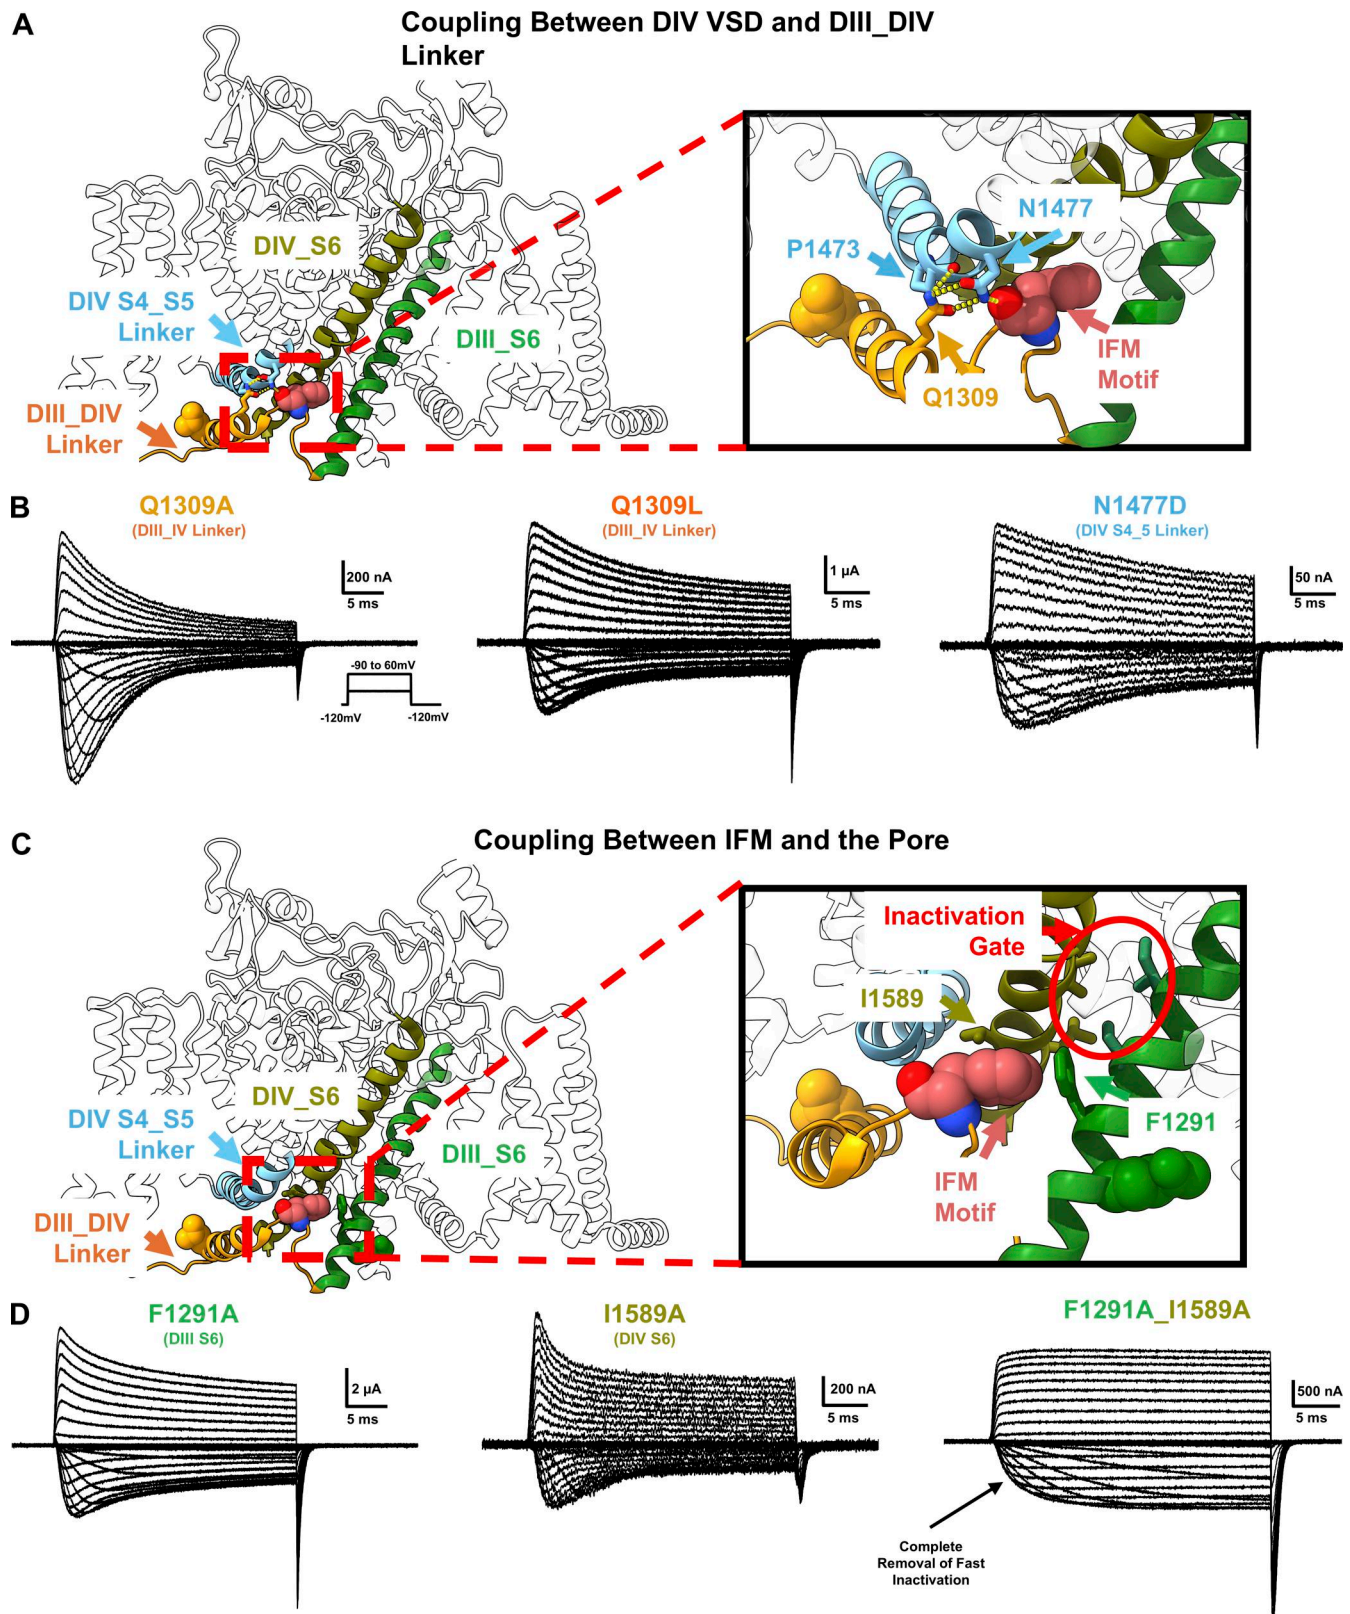 A
Coupling Between DIV VSD and DIII_DIV
Linker
DIV_S6
DIV S4_S5
Linker
DIII_S6
DIII_DIV
Linker
N1477
P1473
IFM
Motif
Q1309
B
Q1309A
(DIII_IV Linker)
200 nA
5 ms
-90 to 60mV
-120mV
-120mV
Q1309L
(DIII_IV Linker)
1 µA
5 ms
N1477D
(DIV S4_5 Linker)
50 nA
5 ms
C
Coupling Between IFM and the Pore
DIV_S6
DIV S4_S5
Linker
DIII_S6
DIII_DIV
Linker
Inactivation
Gate
I1589
F1291
IFM
Motif
D
F1291A
(DIII S6)
2 µA
5 ms
I1589A
(DIV S6)
200 nA
5 ms
F1291A_I1589A
500 nA
5 ms
Complete
Removal of Fast
Inactivation